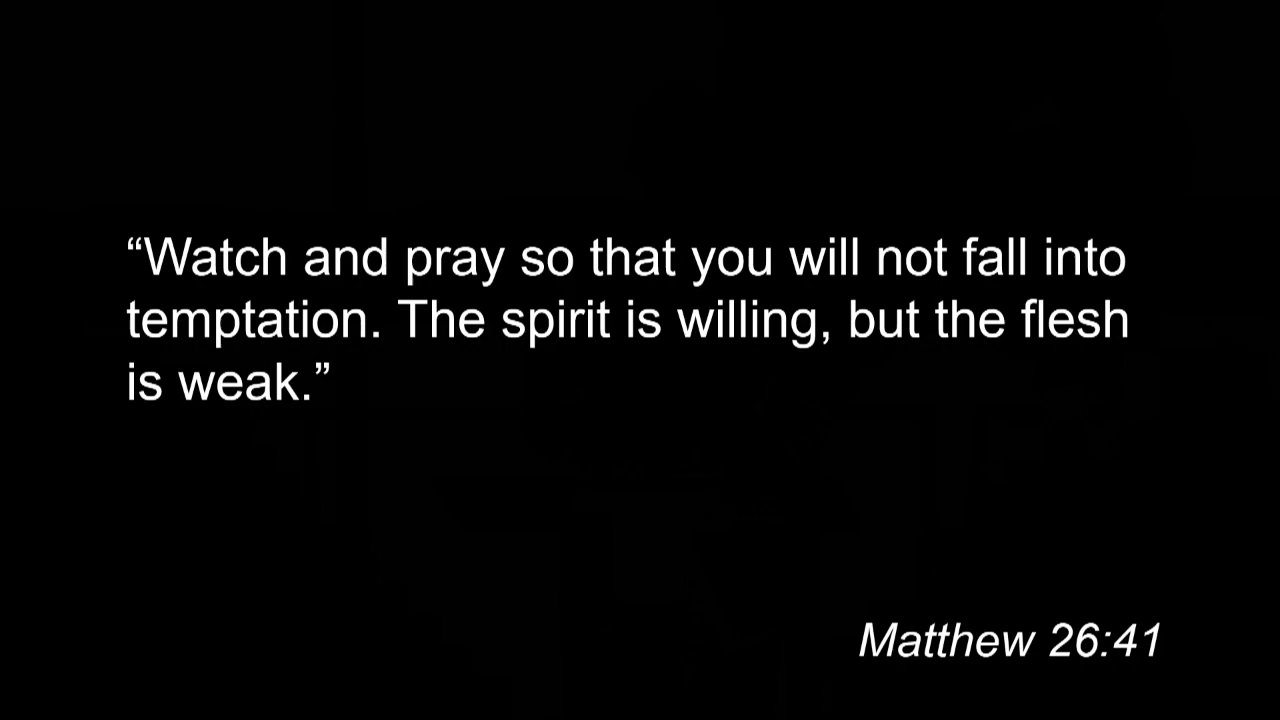 “Watch and pray so that you will not fall into
temptation. The spirit is willing, but the flesh
is weak.”
Matthew 26:41